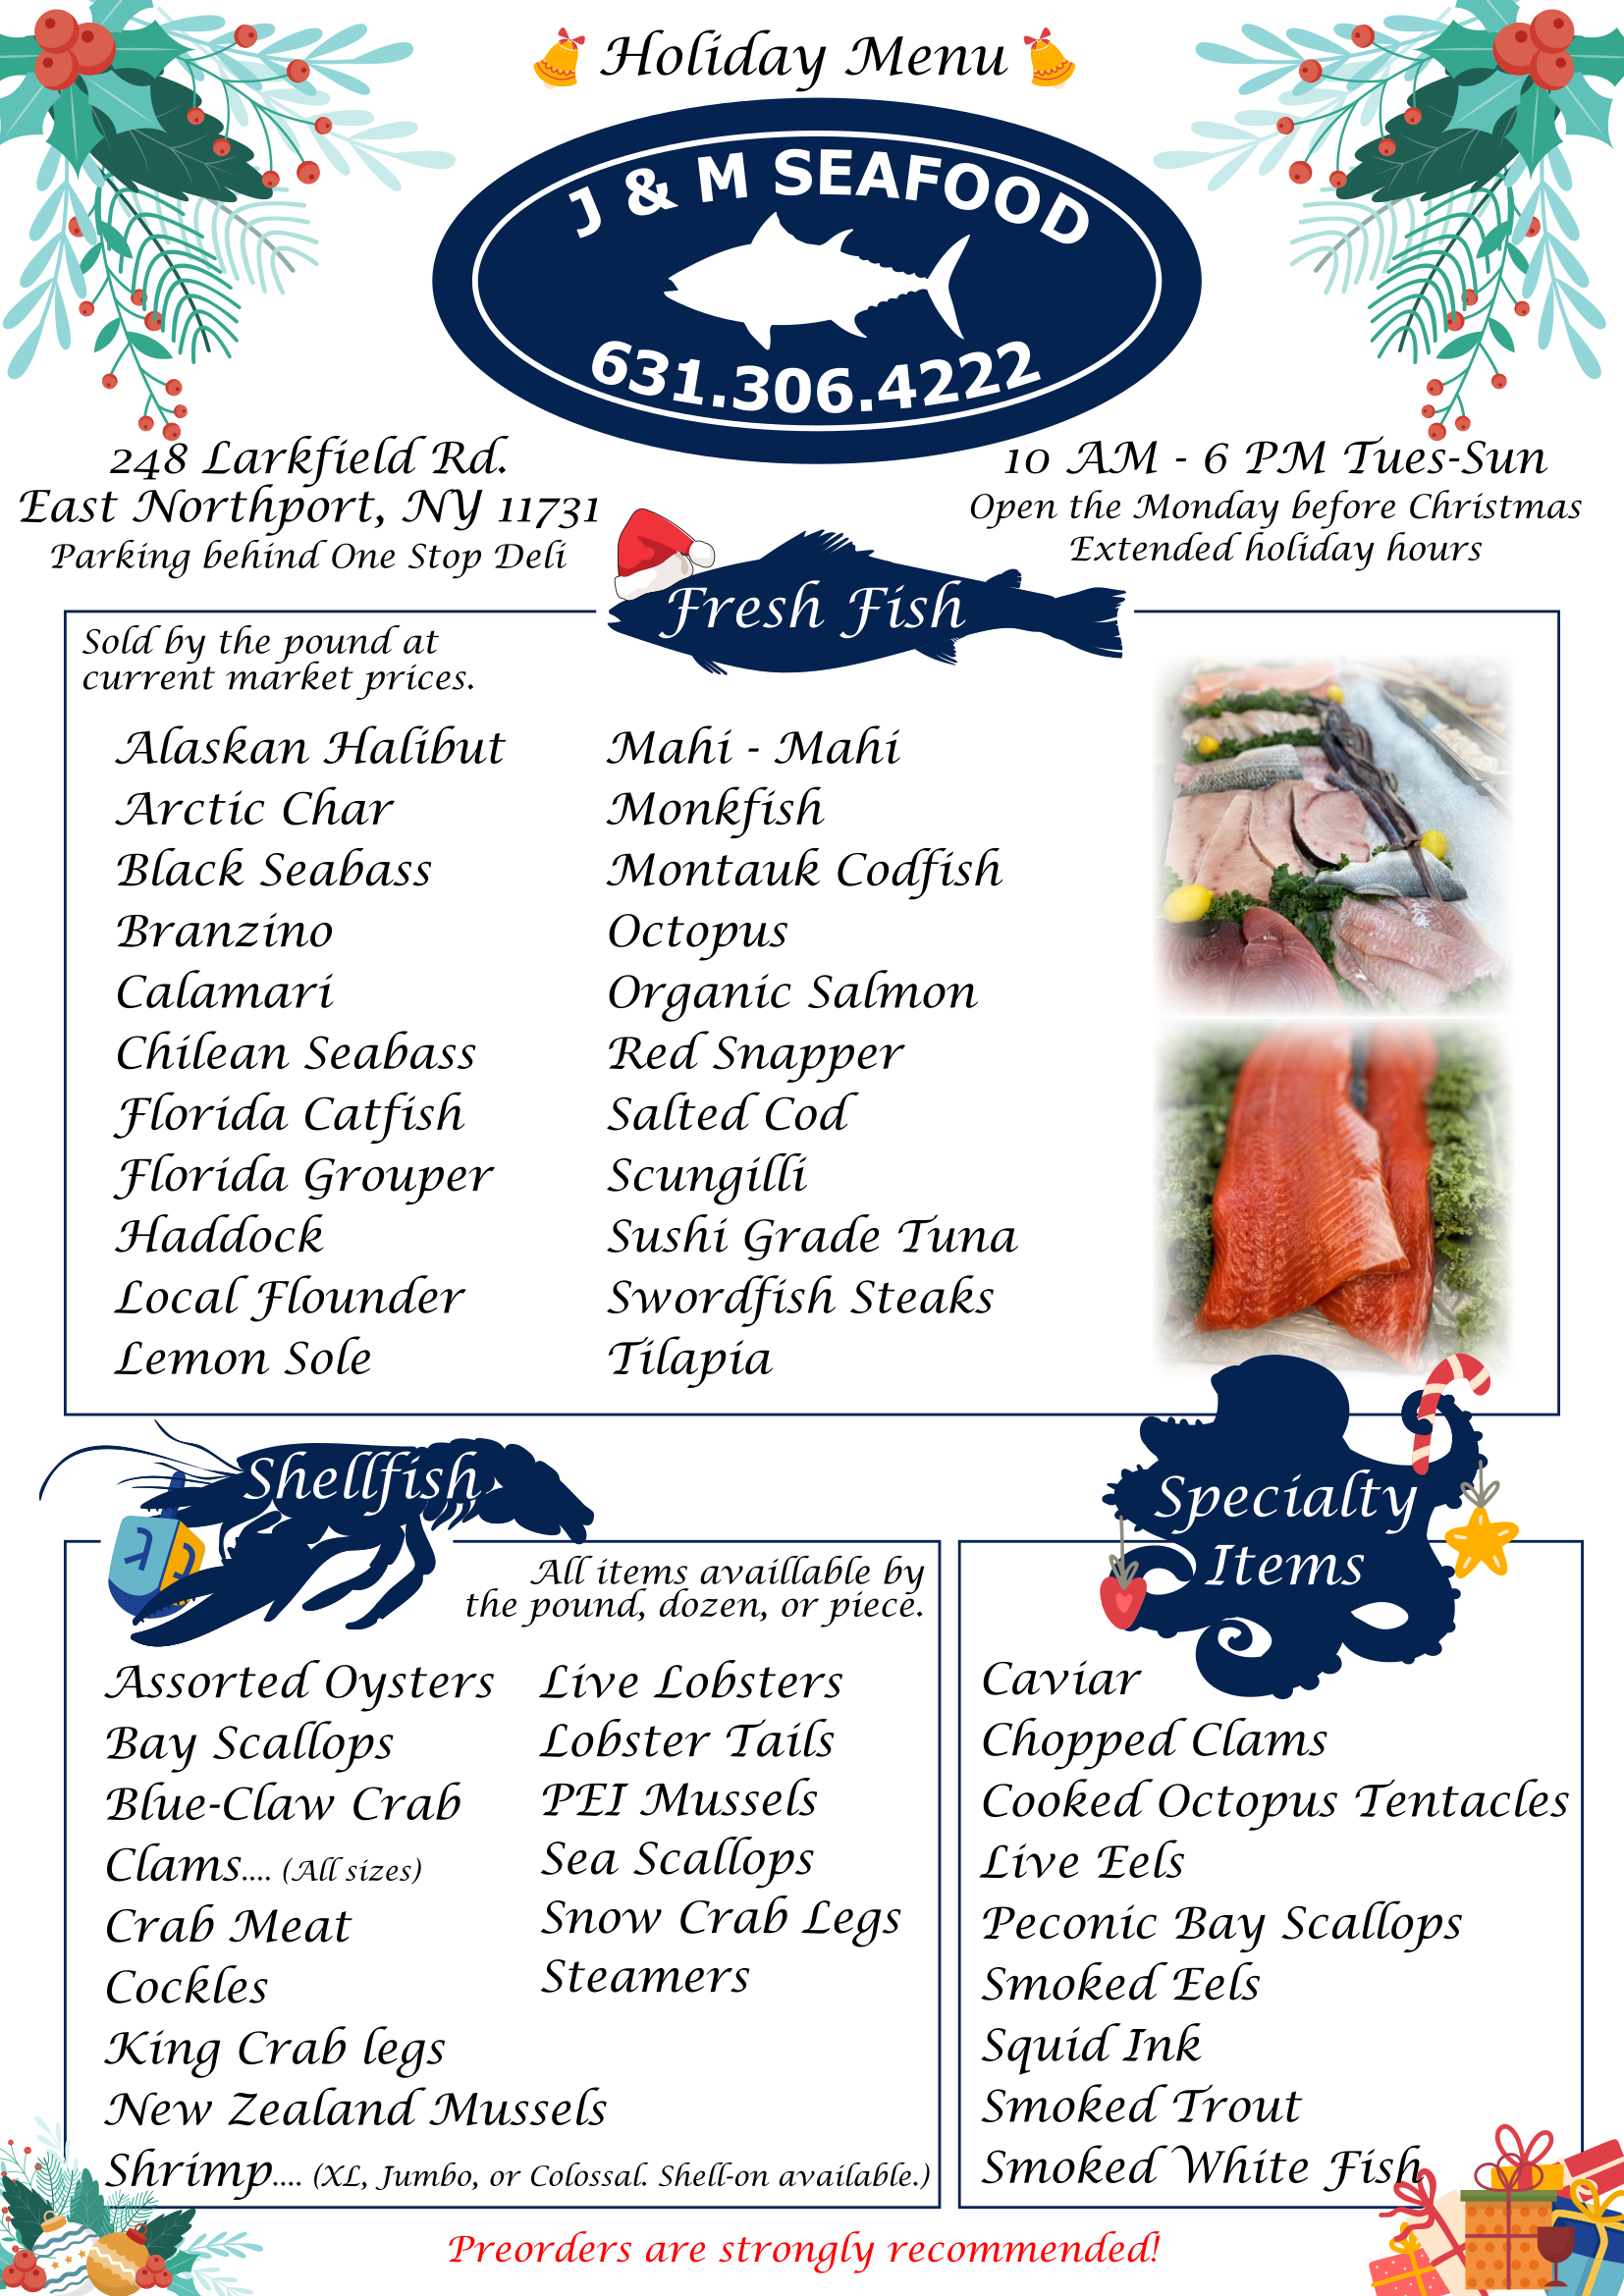 Holiday Menu
J & M SEAFOOD
631.306.4222
248 Larkfield Rd.
East Northport, NY 11731
Parking behind One Stop Deli
10 AM - 6 PM Tues-Sun
Open the Monday before Christmas
Extended holiday hours
Fresh Fish
Sold by the pound at
current market prices.
Alaskan Halibut
Arctic Char
Black Seabass
Branzino
Calamari
Chilean Seabass
Florida Catfish
Florida Grouper
Haddock
Local Flounder
Lemon Sole
Mahi - Mahi
Monkfish
Montauk Codfish
Octopus
Organic Salmon
Red Snapper
Salted Cod
Scungilli
Sushi Grade Tuna
Swordfish Steaks
Tilapia
Shellfish
All items availlable by
the pound, dozen, or piece.
Assorted Oysters
Bay Scallops
Blue-Claw Crab
Clams.... (All sizes)
Crab Meat
Cockles
King Crab legs
New Zealand Mussels
Shrimp.... (XL, Jumbo, or Colossal. Shell-on available.)
Live Lobsters
Lobster Tails
PEI Mussels
Sea Scallops
Snow Crab Legs
Steamers
Specialty
Items
Caviar
Chopped Clams
Cooked Octopus Tentacles
Live Eels
Peconic Bay Scallops
Smoked Eels
Squid Ink
Smoked Trout
Smoked White Fish
Preorders are strongly recommended!